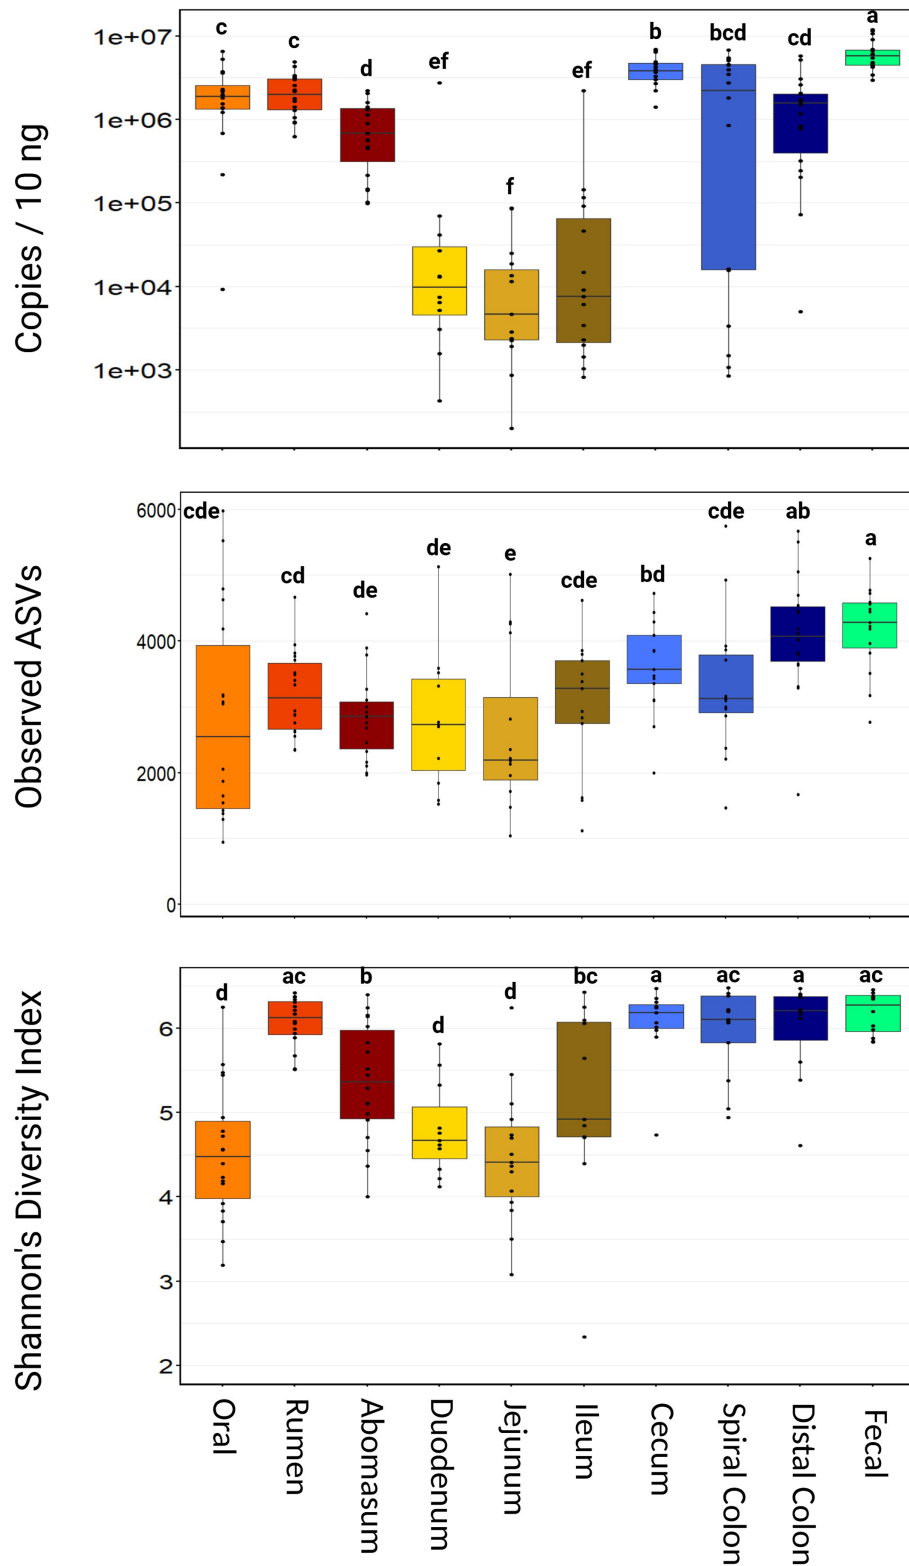 Copies / 10 ng
1e+07
1e+06
1e+05
1e+04
1e+03
c
c
d
ef
f
ef
b
bcd
cd
a
Observed ASVs
6000
4000
2000
0
cde
cd
de
de
e
cde
bd
cde
ab
a
Shannon's Diversity Index
6
5
4
3
2
d
ac
b
d
d
bc
a
ac
a
ac
Oral
Rumen
Abomasum
Duodenum
Jejunum
Ileum
Cecum
Spiral Colon
Distal Colon
Fecal